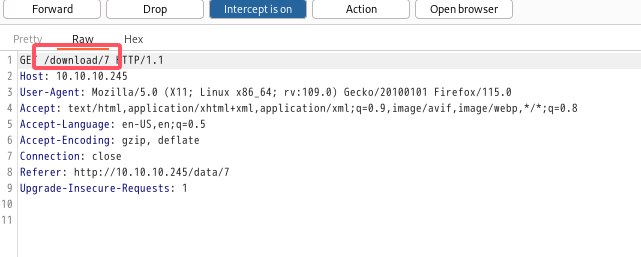 Forward Drop Intercept is on Action Open browser
Pretty Raw Hex
1 GET /download/7 HTTP/1.1
2 Host: 10.10.10.245
3 User-Agent: Mozilla/5.0 (X11; Linux x86_64; rv:109.0) Gecko/20100101 Firefox/115.0
4 Accept: text/html,application/xhtml+xml,application/xml;q=0.9,image/avif,image/webp,*/*;q=0.8
5 Accept-Language: en-US,en;q=0.5
6 Accept-Encoding: gzip, deflate
7 Connection: close
8 Referer: http://10.10.10.245/data/7
9 Upgrade-Insecure-Requests: 1
10
11